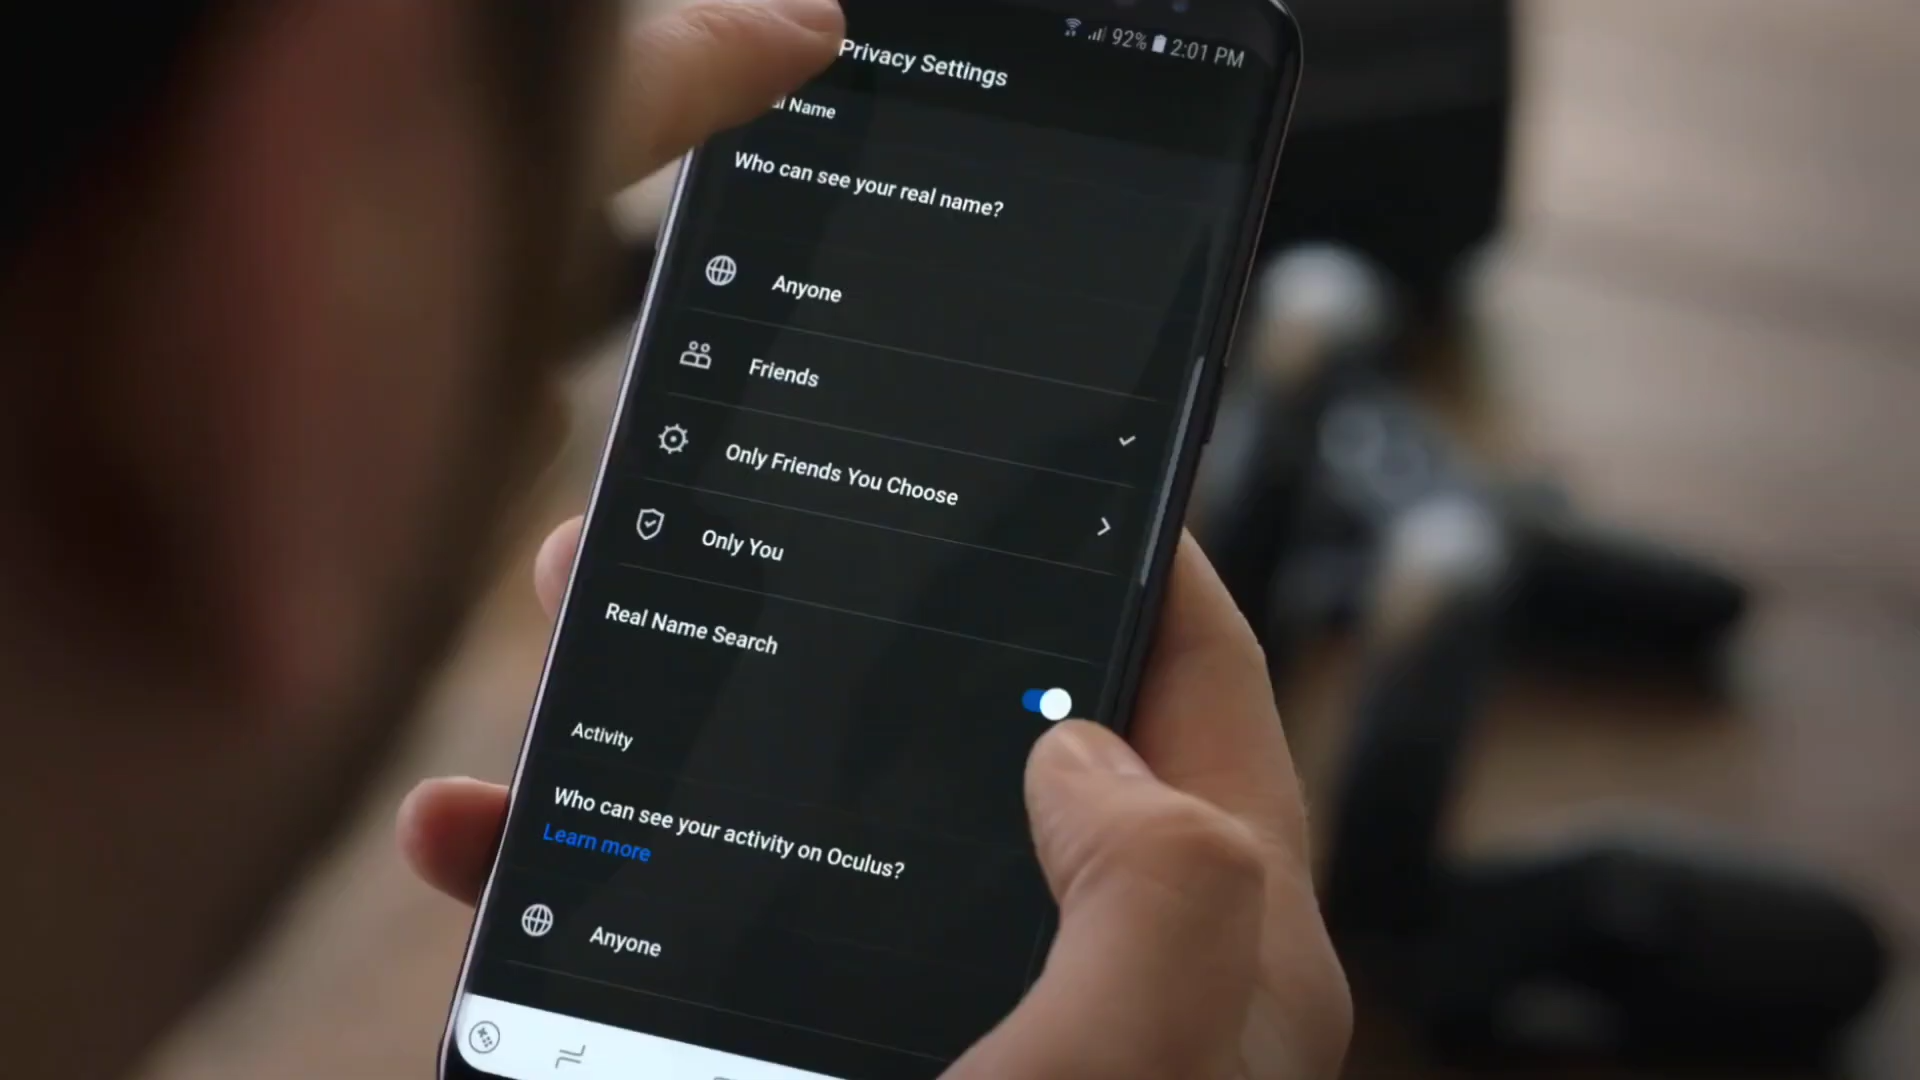 92% 2:01 PM
Privacy Settings
Name
Who can see your real name?
Anyone
Friends
Only Friends You Choose
Only You
Real Name Search
Activity
Who can see your activity on Oculus?
Learn more
Anyone